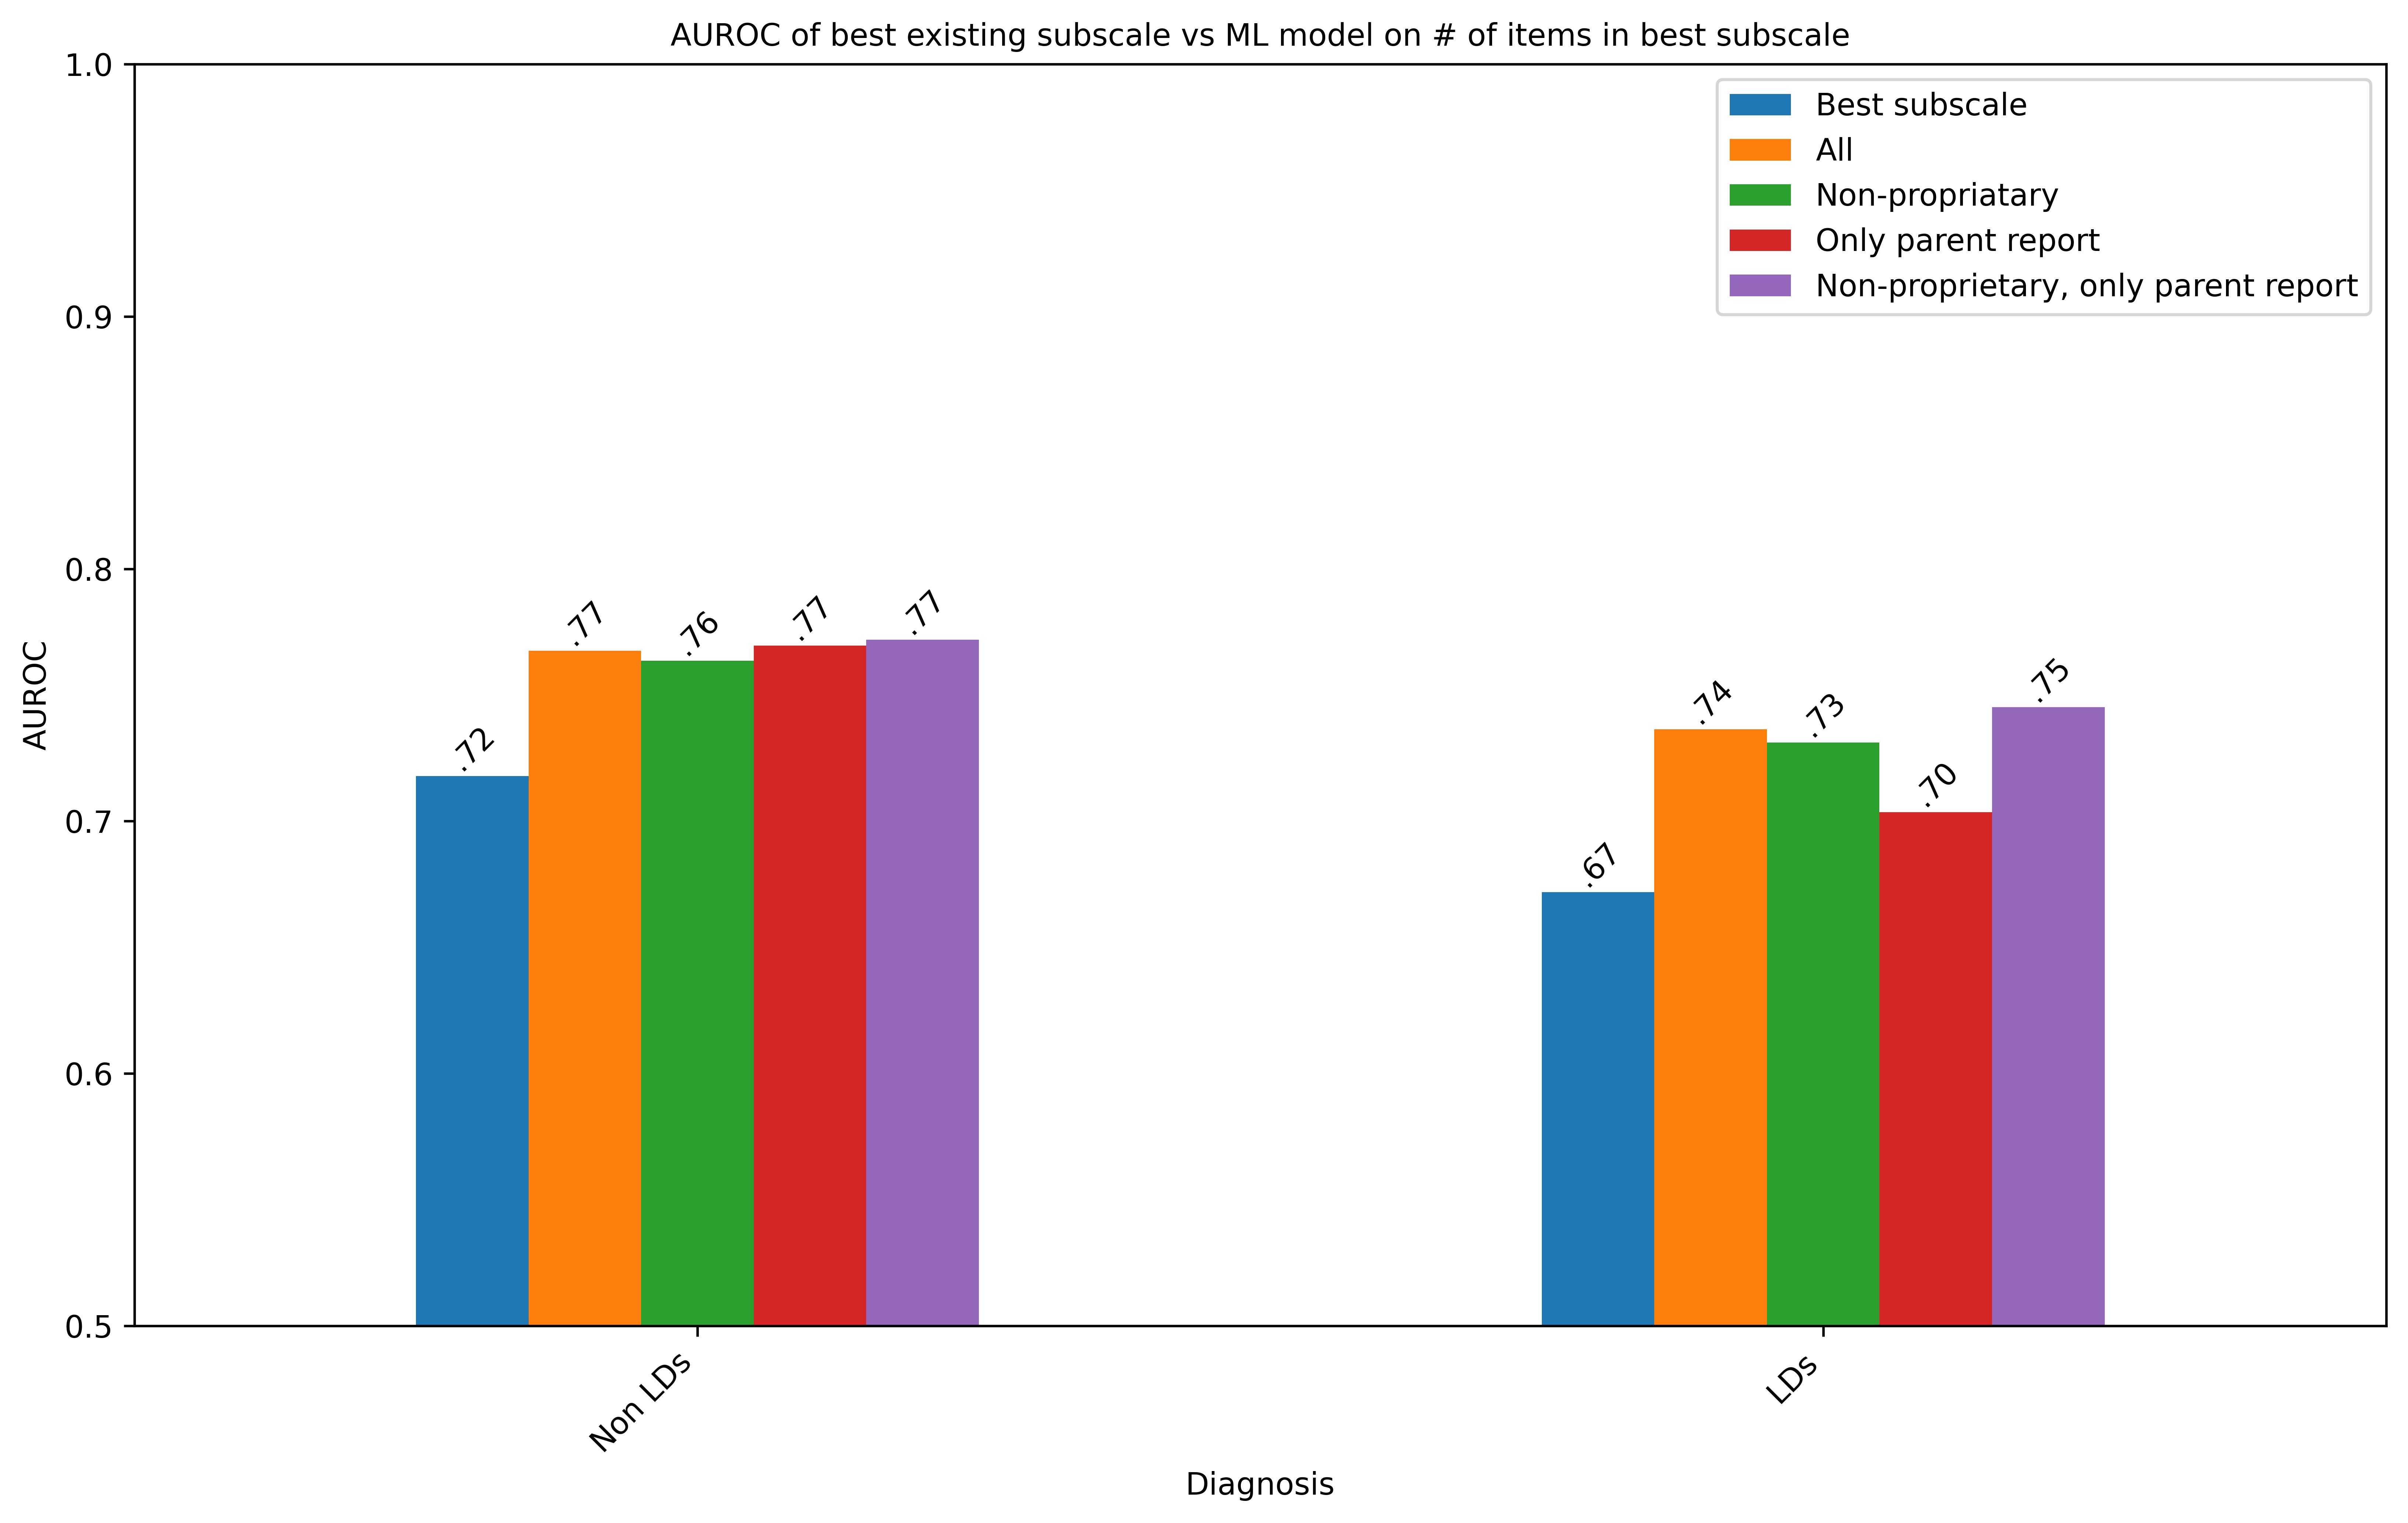 AUROC of best existing subscale vs ML model on # of items in best subscale
1.0
0.9
0.8
0.7
0.6
0.5
AUROC
Best subscale
All
Non-propriatary
Only parent report
Non-proprietary, only parent report
.72
.77
.76
.77
.77
.67
.74
.73
.70
.75
Non LDs
LDs
Diagnosis